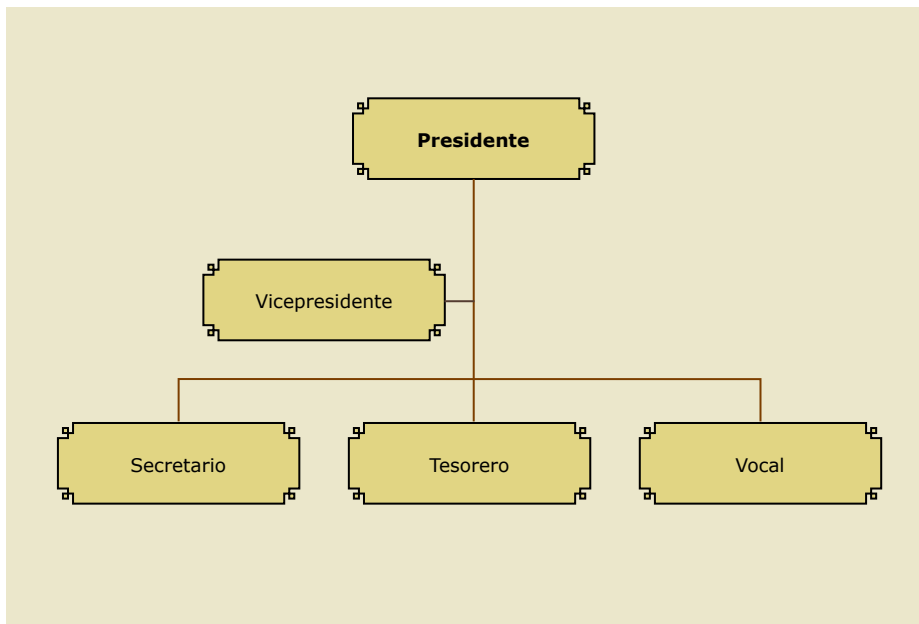 Presidente
Vicepresidente
Secretario
Tesorero
Vocal